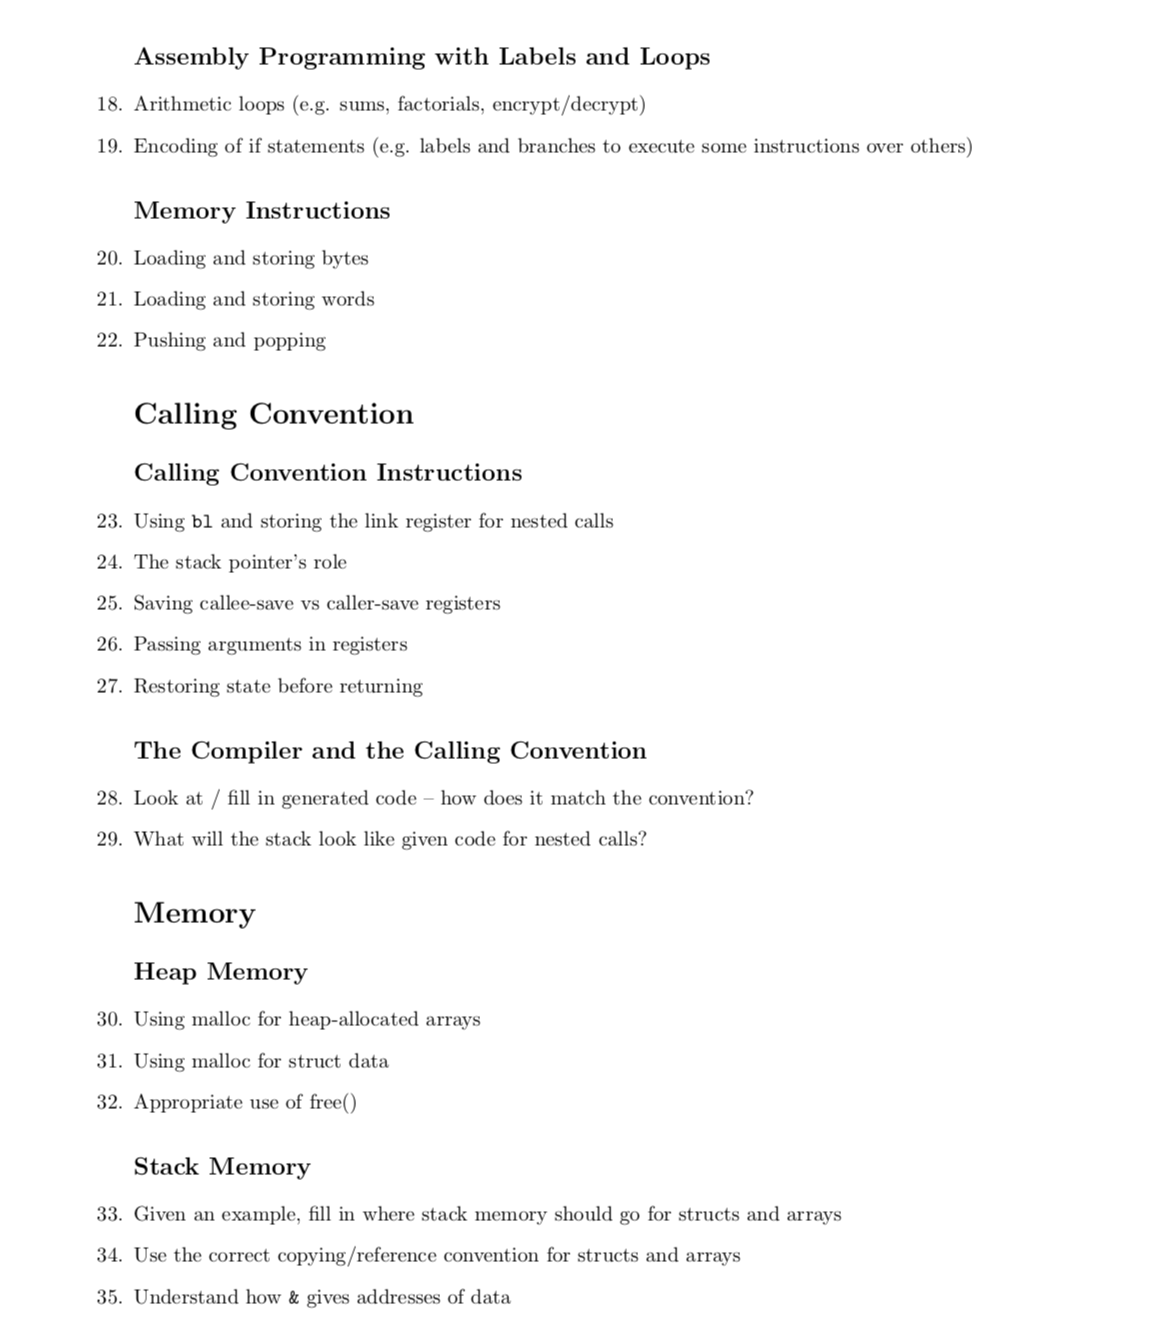 Assembly Programming with Labels and Loops
18. Arithmetic loops (e.g. sums, factorials, encrypt/decrypt)
19. Encoding of if statements (e.g. labels and branches to execute some instructions over others)
Memory Instructions
20. Loading and storing bytes
21. Loading and storing words
22. Pushing and popping
Calling Convention
Calling Convention Instructions
23. Using bl and storing the link register for nested calls
24. The stack pointer's role
25. Saving callee-save vs caller-save registers
26. Passing arguments in registers
27. Restoring state before returning
The Compiler and the Calling Convention
28. Look at / fill in generated code – how does it match the convention?
29. What will the stack look like given code for nested calls?
Memory
Heap Memory
30. Using malloc for heap-allocated arrays
31. Using malloc for struct data
32. Appropriate use of free()
Stack Memory
33. Given an example, fill in where stack memory should go for structs and arrays
34. Use the correct copying/reference convention for structs and arrays
35. Understand how & gives addresses of data